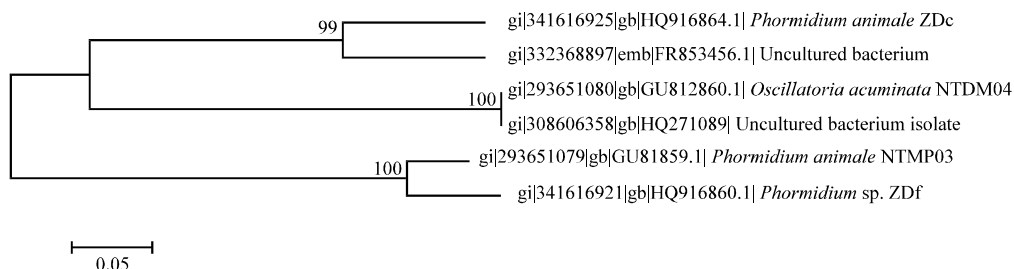 99
gi|341616925|gb|HQ916864.1| Phormidium animale ZDc
gi|332368897|emb|FR853456.1| Uncultured bacterium
100
gi|293651080|gb|GU812860.1| Oscillatoria acuminata NTDM04
gi|308606358|gb|HQ271089| Uncultured bacterium isolate
100
gi|293651079|gb|GU81859.1| Phormidium animale NTMP03
gi|341616921|gb|HQ916860.1| Phormidium sp. ZDf
0.05